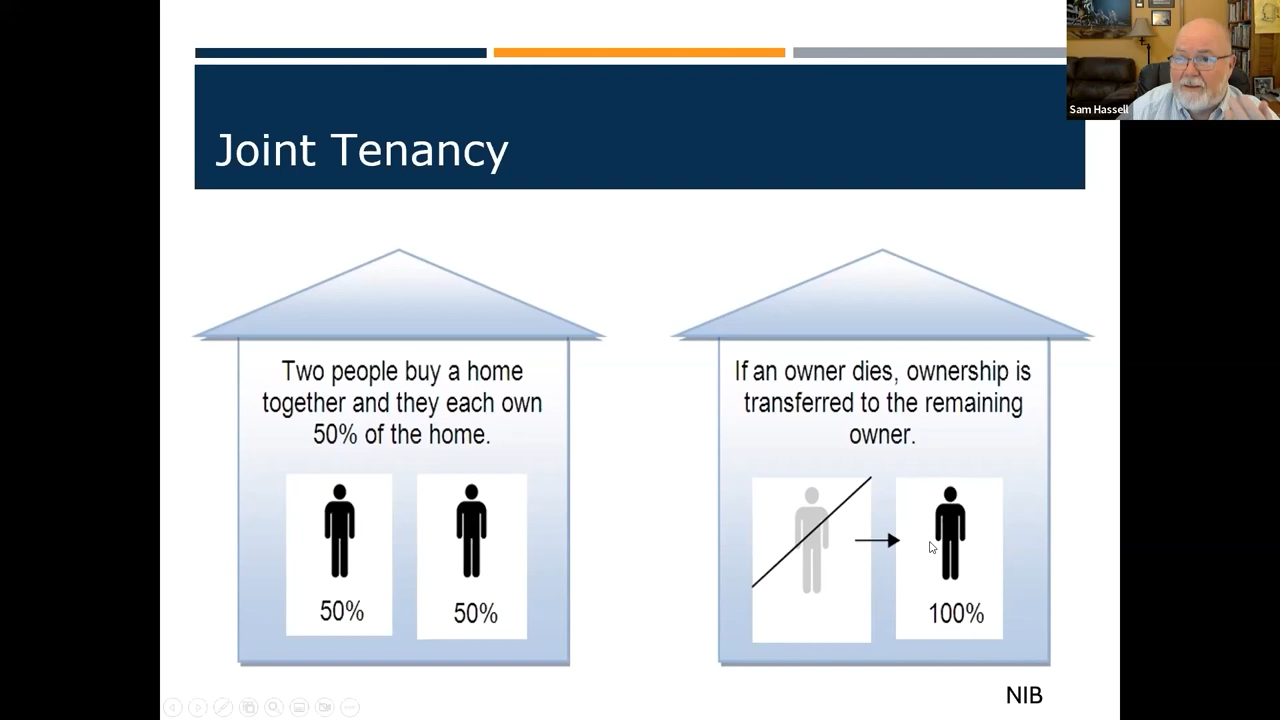 Sam Hassell
Joint Tenancy
Two people buy a home
together and they each own
50% of the home.
50%
50%
If an owner dies, ownership is
transferred to the remaining
owner.
100%
NIB